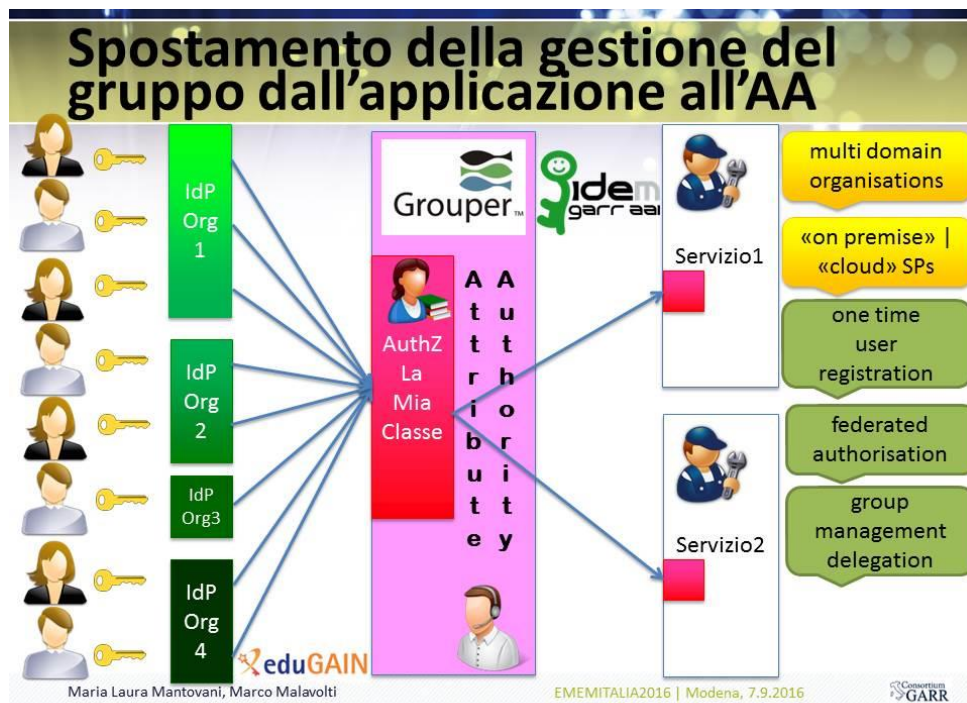 Spostamento della gestione del
gruppo dall'applicazione all'AA
IdP
Org
1
IdP
Org
2
IdP
Org3
IdP
Org
4
eduGAIN
Grouper™
AuthZ
La
Mia
Classe
Attribute
Authority
idem
garr aai
Servizio1
Servizio2
multi domain
organisations
«on premise» |
«cloud» SPs
one time
user
registration
federated
authorisation
group
management
delegation
Maria Laura Mantovani, Marco Malavolti
EMEMITALIA2016 | Modena, 7.9.2016
Consortium
GARR